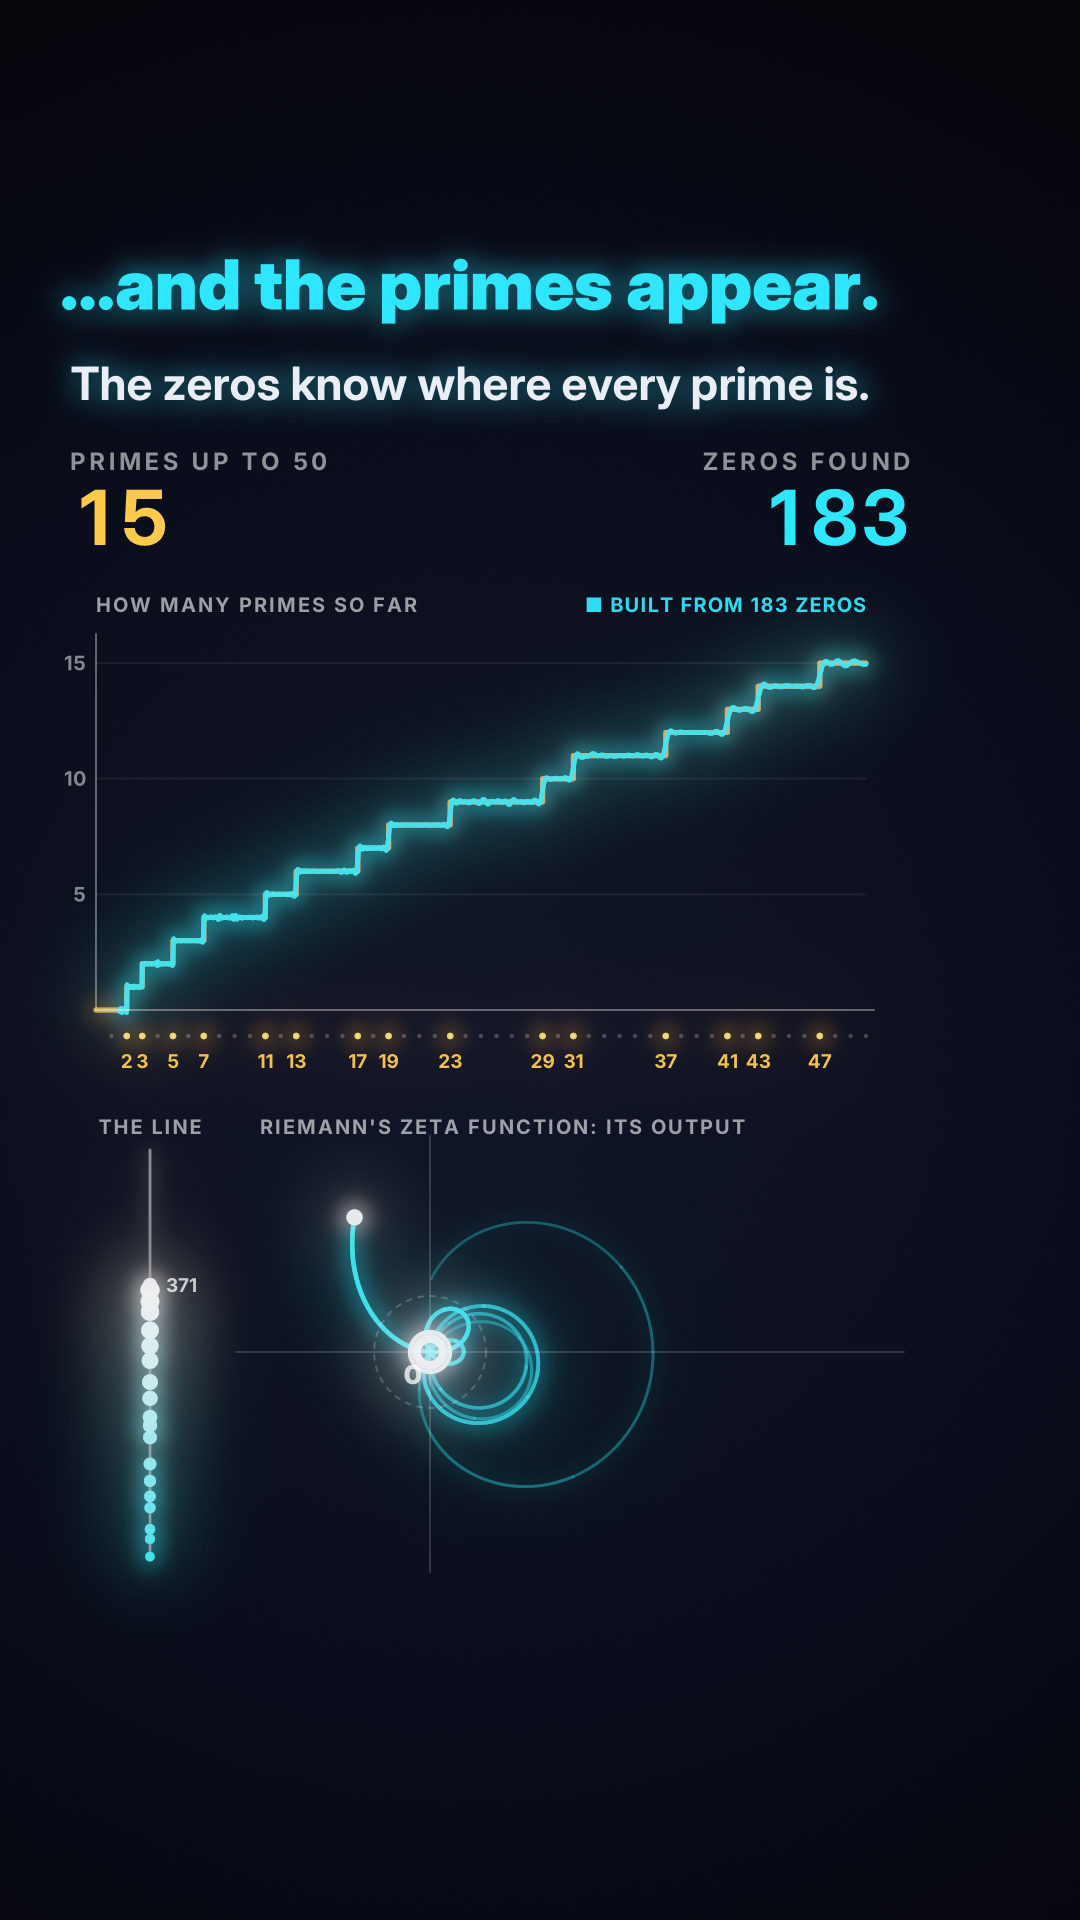 ...and the primes appear.
The zeros know where every prime is.
PRIMES UP TO 50
ZEROS FOUND
15
183
HOW MANY PRIMES SO FAR
BUILT FROM 183 ZEROS
15
10
5
2 3 5 7 11 13 17 19 23 29 31 37 41 43 47
THE LINE
RIEMANN'S ZETA FUNCTION: ITS OUTPUT
371
0